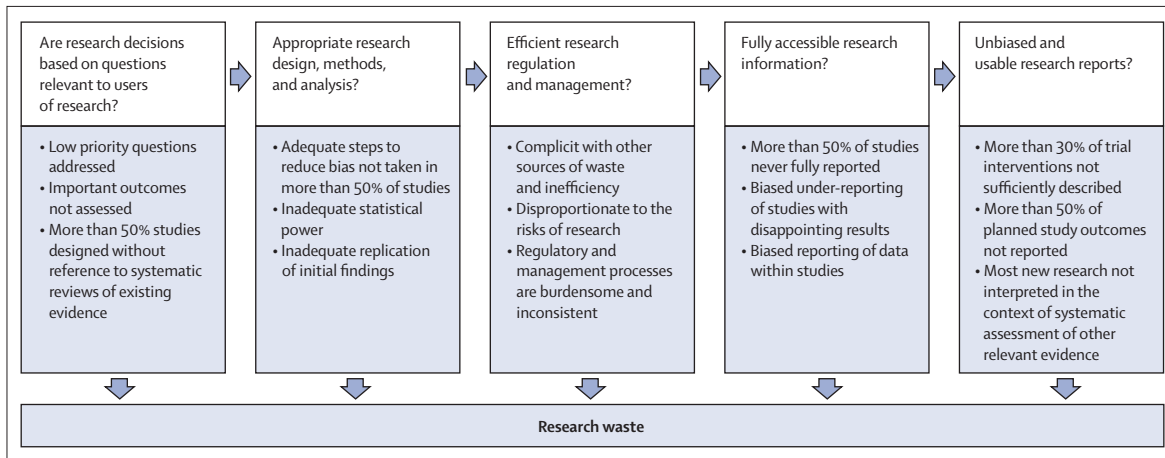 Are research decisions
based on questions
relevant to users
of research?
• Low priority questions
addressed
• Important outcomes
not assessed
• More than 50% studies
designed without
reference to systematic
reviews of existing
evidence
Appropriate research
design, methods,
and analysis?
• Adequate steps to
reduce bias not taken in
more than 50% of studies
• Inadequate statistical
power
• Inadequate replication
of initial findings
Efficient research
regulation
and management?
• Complicit with other
sources of waste
and inefficiency
• Disproportionate to the
risks of research
• Regulatory and
management processes
are burdensome and
inconsistent
Fully accessible research
information?
• More than 50% of studies
never fully reported
• Biased under-reporting
of studies with
disappointing results
• Biased reporting of data
within studies
Unbiased and
usable research reports?
• More than 30% of trial
interventions not
sufficiently described
• More than 50% of
planned study outcomes
not reported
• Most new research not
interpreted in the
context of systematic
assessment of other
relevant evidence
Research waste